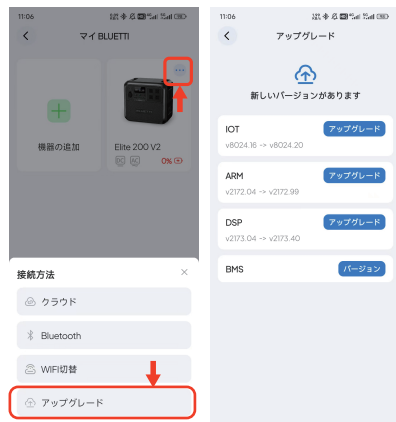 11:06
マイ BLUETTI
機器の追加
Elite 200 V2
DC
AC
0%
接続方法
クラウド
Bluetooth
WIFI切替
アップグレード
11:06
アップグレード
新しいバージョンがあります
IOT
アップグレード
v8024.16 -> v8024.20
ARM
アップグレード
v2172.04 -> v2172.99
DSP
アップグレード
v2173.04 -> v2173.40
BMS
バージョン